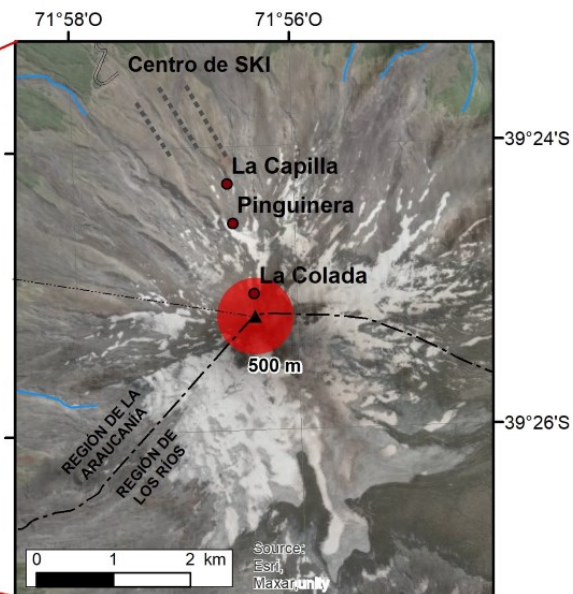 71°58'O
71°56'O
Centro de SKI
39°24'S
La Capilla
Pinguinera
La Colada
500 m
39°26'S
REGIÓN DE LA
ARAUCANÍA
REGIÓN DE
LOS RÍOS
0 1 2 km
Source:
Esri,
Maxar